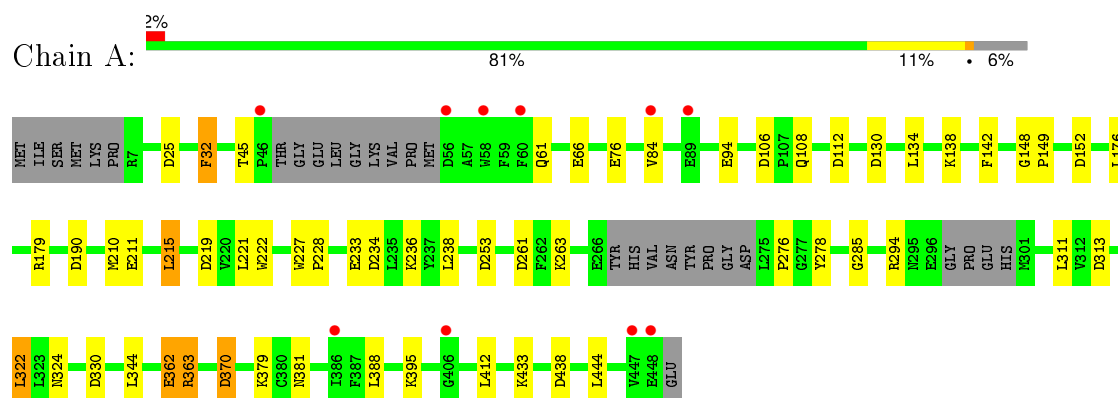 2%
Chain A:
81% 11% • 6%
MET ILE SER MET LYS PRO R7 D25 F32 T45 P46 THR GLY GLU LEU GLY LYS VAL PRO MET D56 A57 W58 F59 F60 Q61 E66 E76 V84 E89 E94 D106 P107 Q108 D112 D130 L134 K138 F142 G148 P149 D152 L176
R179 D190 M210 E211 L215 D219 V220 L221 W222 W227 P228 E233 D234 L235 K236 Y237 L238 D253 D261 F262 K263 E266 TYR HIS VAL ASN TYR PRO GLY ASP L275 P276 G277 Y278 G285 R294 N295 E296 GLY PRO GLU HIS M301 L311 V312 D313
L322 L323 N324 D330 L344 E362 R363 D370 K379 C380 N381 I386 F387 L388 K395 G406 L412 K433 D438 L444 V447 E448 GLU